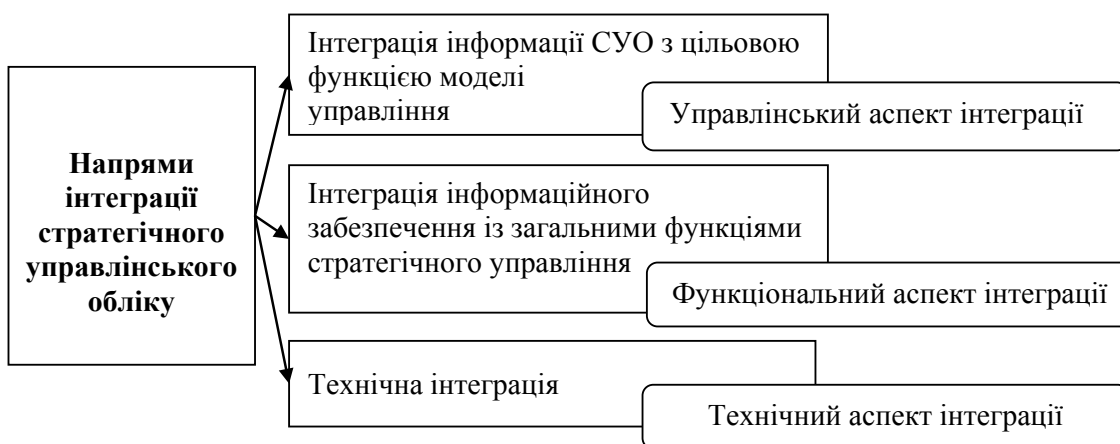 Напрями
інтеграції
стратегічного
управлінського
обліку
Інтеграція інформації СУО з цільовою
функцією моделі
управління
Управлінський аспект інтеграції
Інтеграція інформаційного
забезпечення із загальними функціями
стратегічного управління
Функціональний аспект інтеграції
Технічна інтеграція
Технічний аспект інтеграції